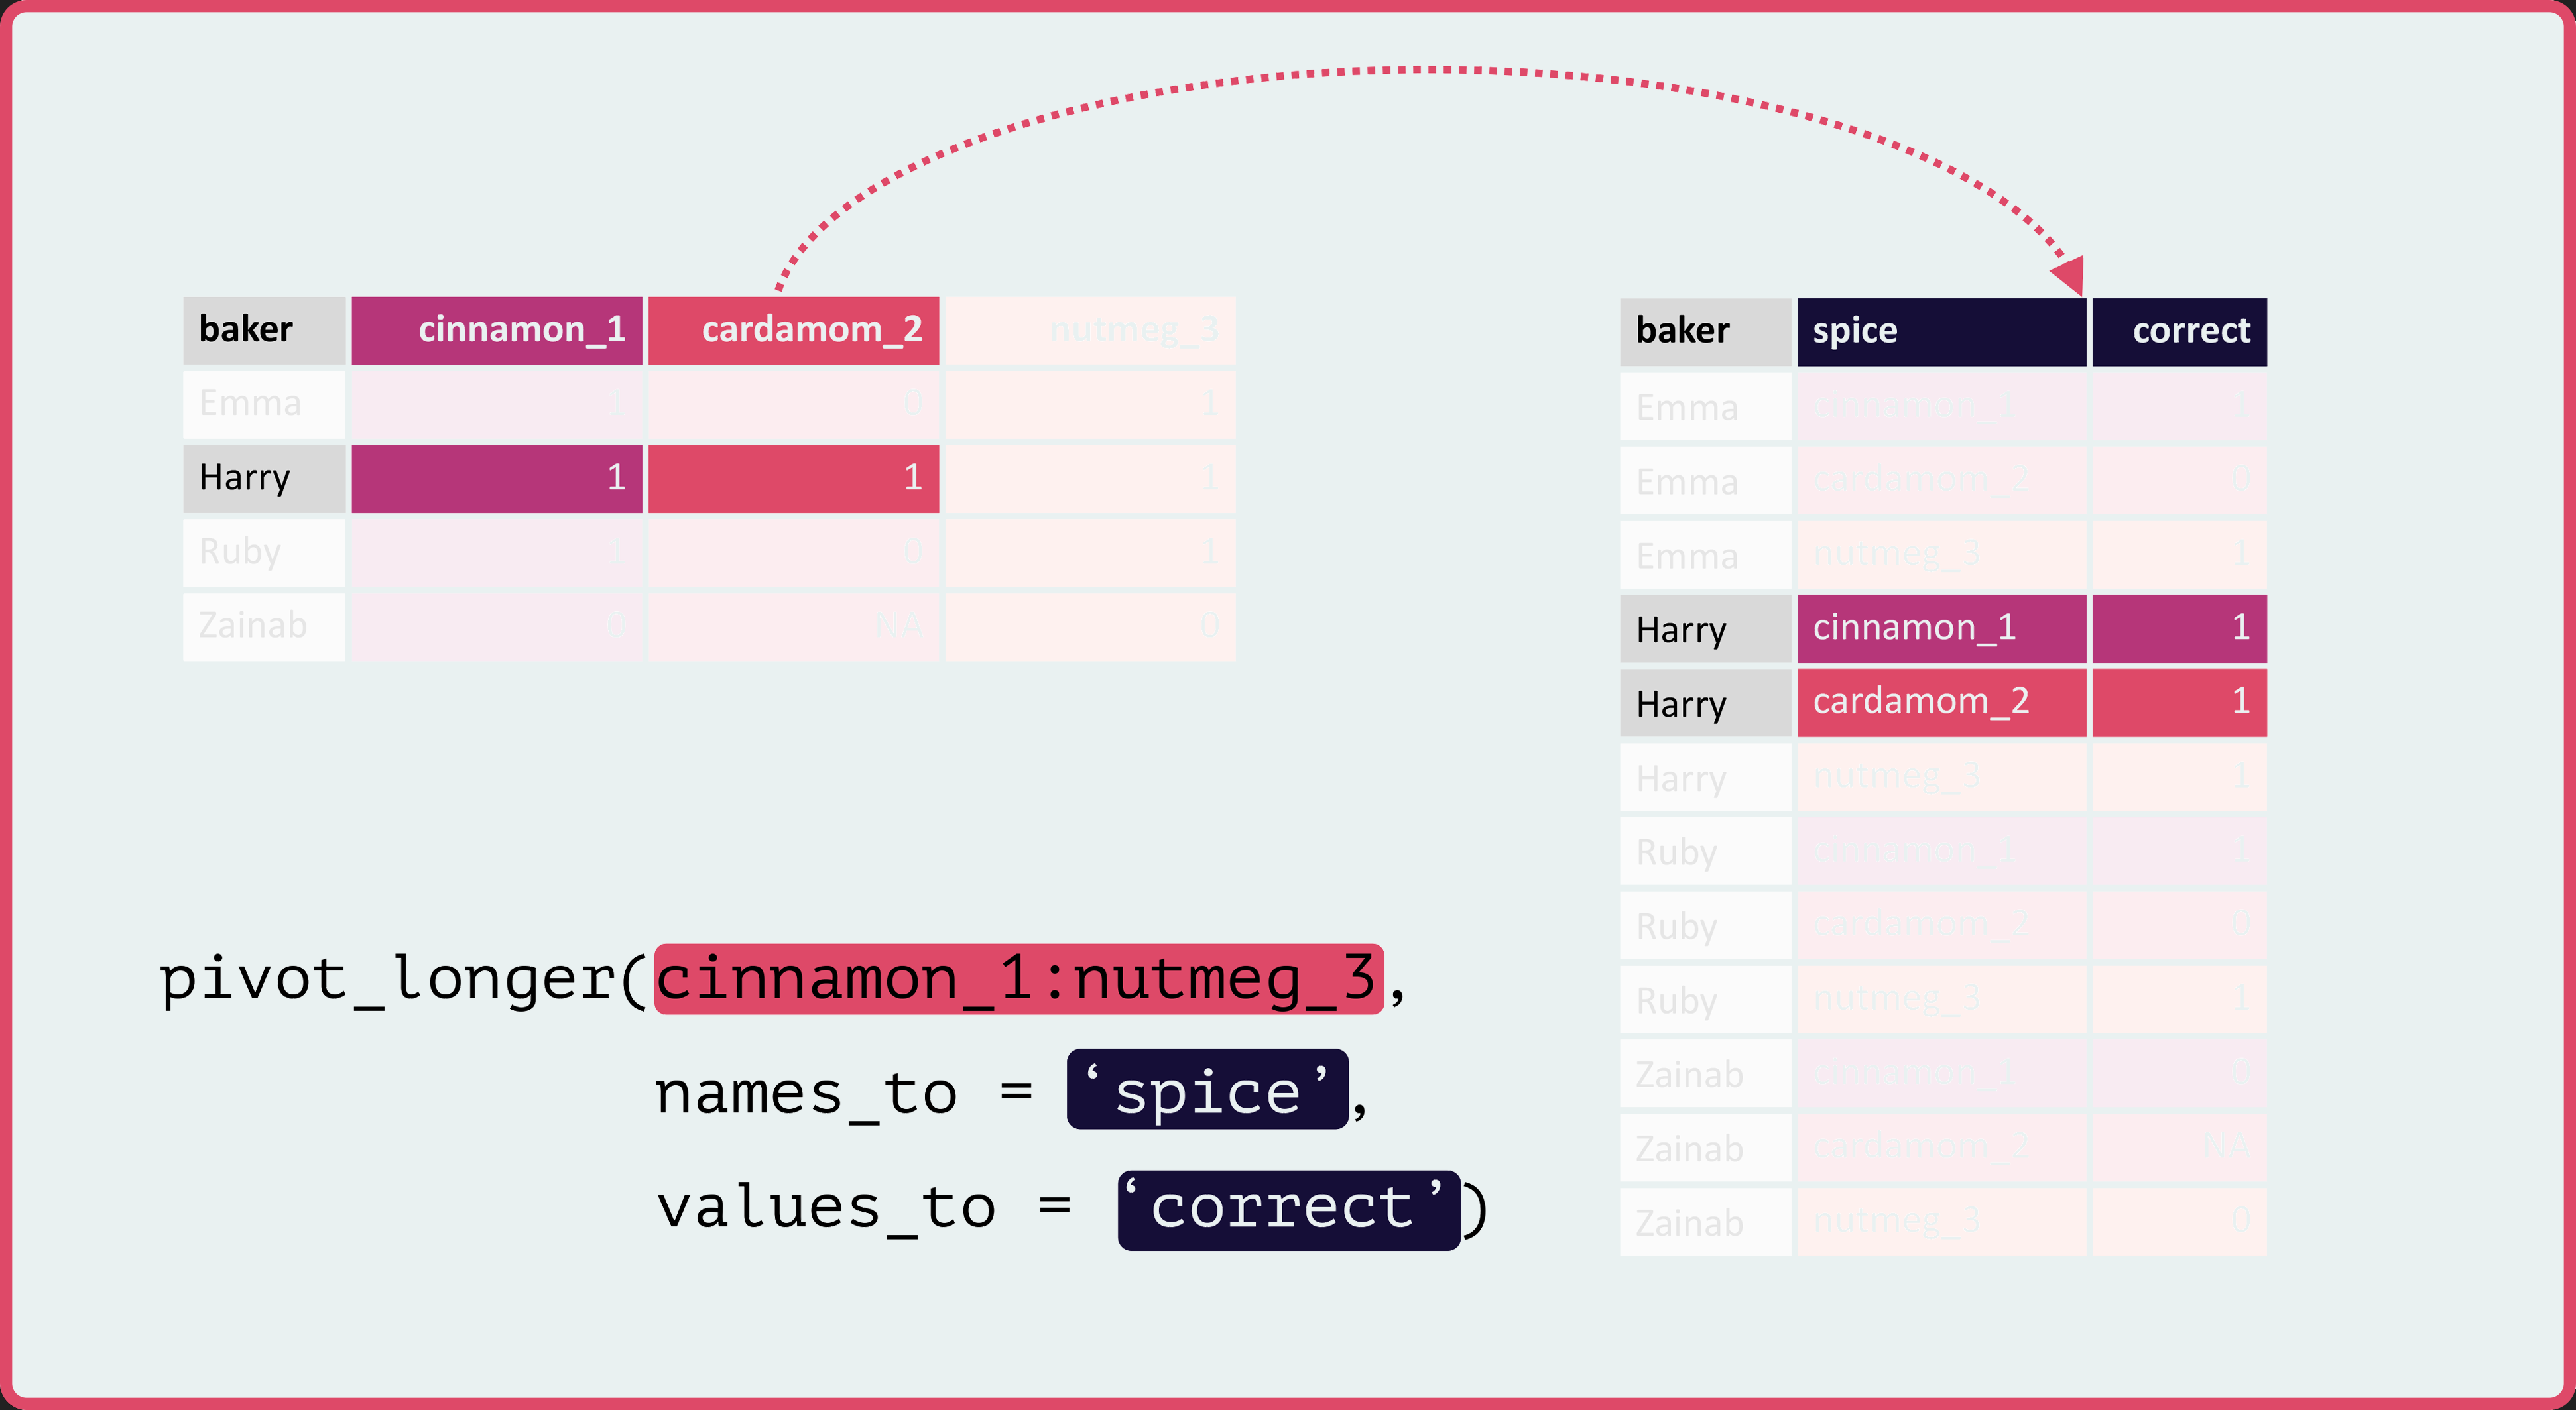 baker cinnamon_1 cardamom_2 nutmeg_3
Emma 1 0 1
Harry 1 1 1
Ruby 1 0 1
Zainab 0 NA 0
baker spice correct
Emma cinnamon_1 1
Emma cardamom_2 0
Emma nutmeg_3 1
Harry cinnamon_1 1
Harry cardamom_2 1
Harry nutmeg_3 1
Ruby cinnamon_1 1
Ruby cardamom_2 0
Ruby nutmeg_3 1
Zainab cinnamon_1 0
Zainab cardamom_2 NA
Zainab nutmeg_3 0
pivot_longer(cinnamon_1:nutmeg_3,
names_to = ‘spice’,
values_to = ‘correct’)